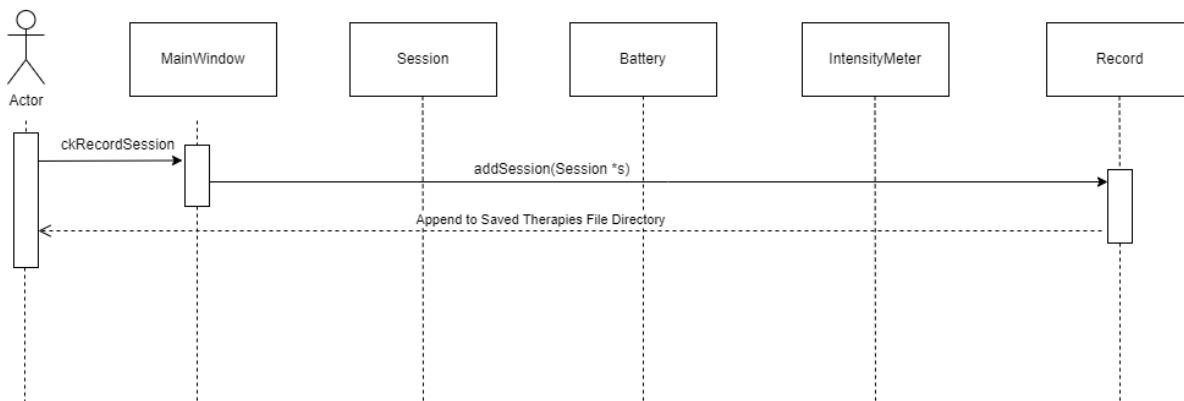 MainWindow
Session
Battery
IntensityMeter
Record
Actor
ckRecordSession
addSession(Session *s)
Append to Saved Therapies File Directory